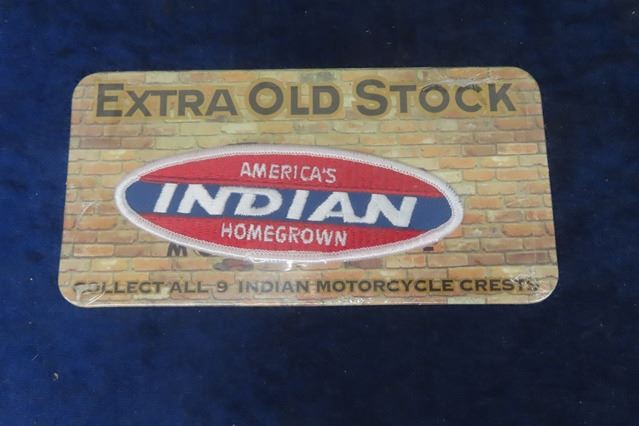 EXTRA OLD STOCK
AMERICA'S
INDIAN
HOMEGROWN
COLLECT ALL 9 INDIAN MOTORCYCLE CRESTS